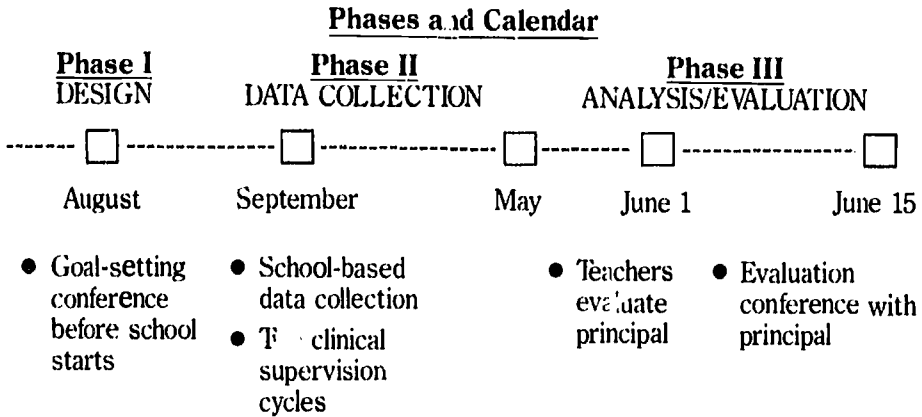 Phases and Calendar
Phase I
DESIGN
Phase II
DATA COLLECTION
Phase III
ANALYSIS/EVALUATION
August
September
May
June 1
June 15
● Goal-setting
conference
before school
starts
● School-based
data collection
● clinical
supervision
cycles
● Teachers
evaluate
principal
● Evaluation
conference with
principal